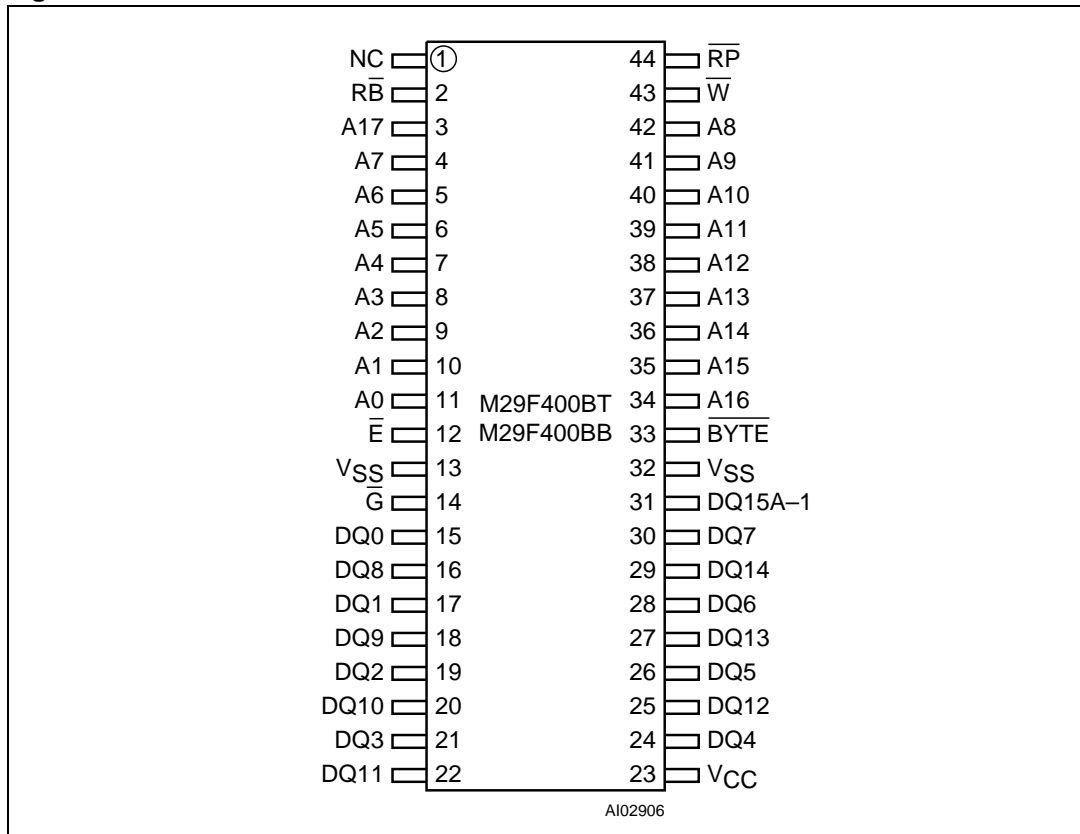 NC 1 44 R̅P̅
RB̅ 2 43 W̅
A17 3 42 A8
A7 4 41 A9
A6 5 40 A10
A5 6 39 A11
A4 7 38 A12
A3 8 37 A13
A2 9 36 A14
A1 10 35 A15
A0 11 M29F400BT 34 A16
E̅ 12 M29F400BB 33 B̅Y̅T̅E̅
VSS 13 32 VSS
G̅ 14 31 DQ15A–1
DQ0 15 30 DQ7
DQ8 16 29 DQ14
DQ1 17 28 DQ6
DQ9 18 27 DQ13
DQ2 19 26 DQ5
DQ10 20 25 DQ12
DQ3 21 24 DQ4
DQ11 22 23 VCC
AI02906